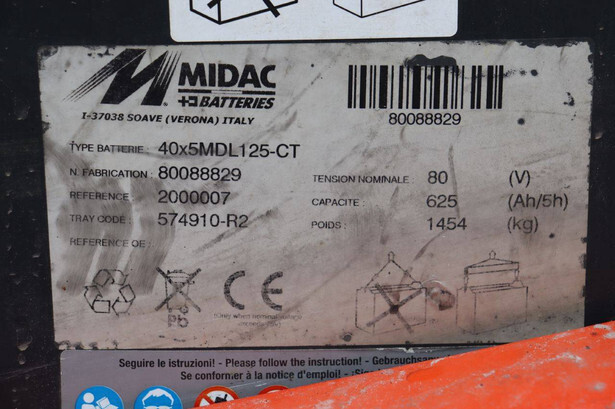 MIDAC
BATTERIES
I-37038 SOAVE (VERONA) ITALY
80088829
TYPE BATTERIE : 40x5MDL125-CT
N. FABRICATION : 80088829
TENSION NOMINALE : 80 (V)
REFERENCE : 2000007
CAPACITE : 625 (Ah/5h)
TRAY CODE : 574910-R2
POIDS : 1454 (kg)
REFERENCE OE :
Pb
CE
Seguire le istruzioni! - Please follow the instruction! -
Se conformer à la notice d'emploi! -